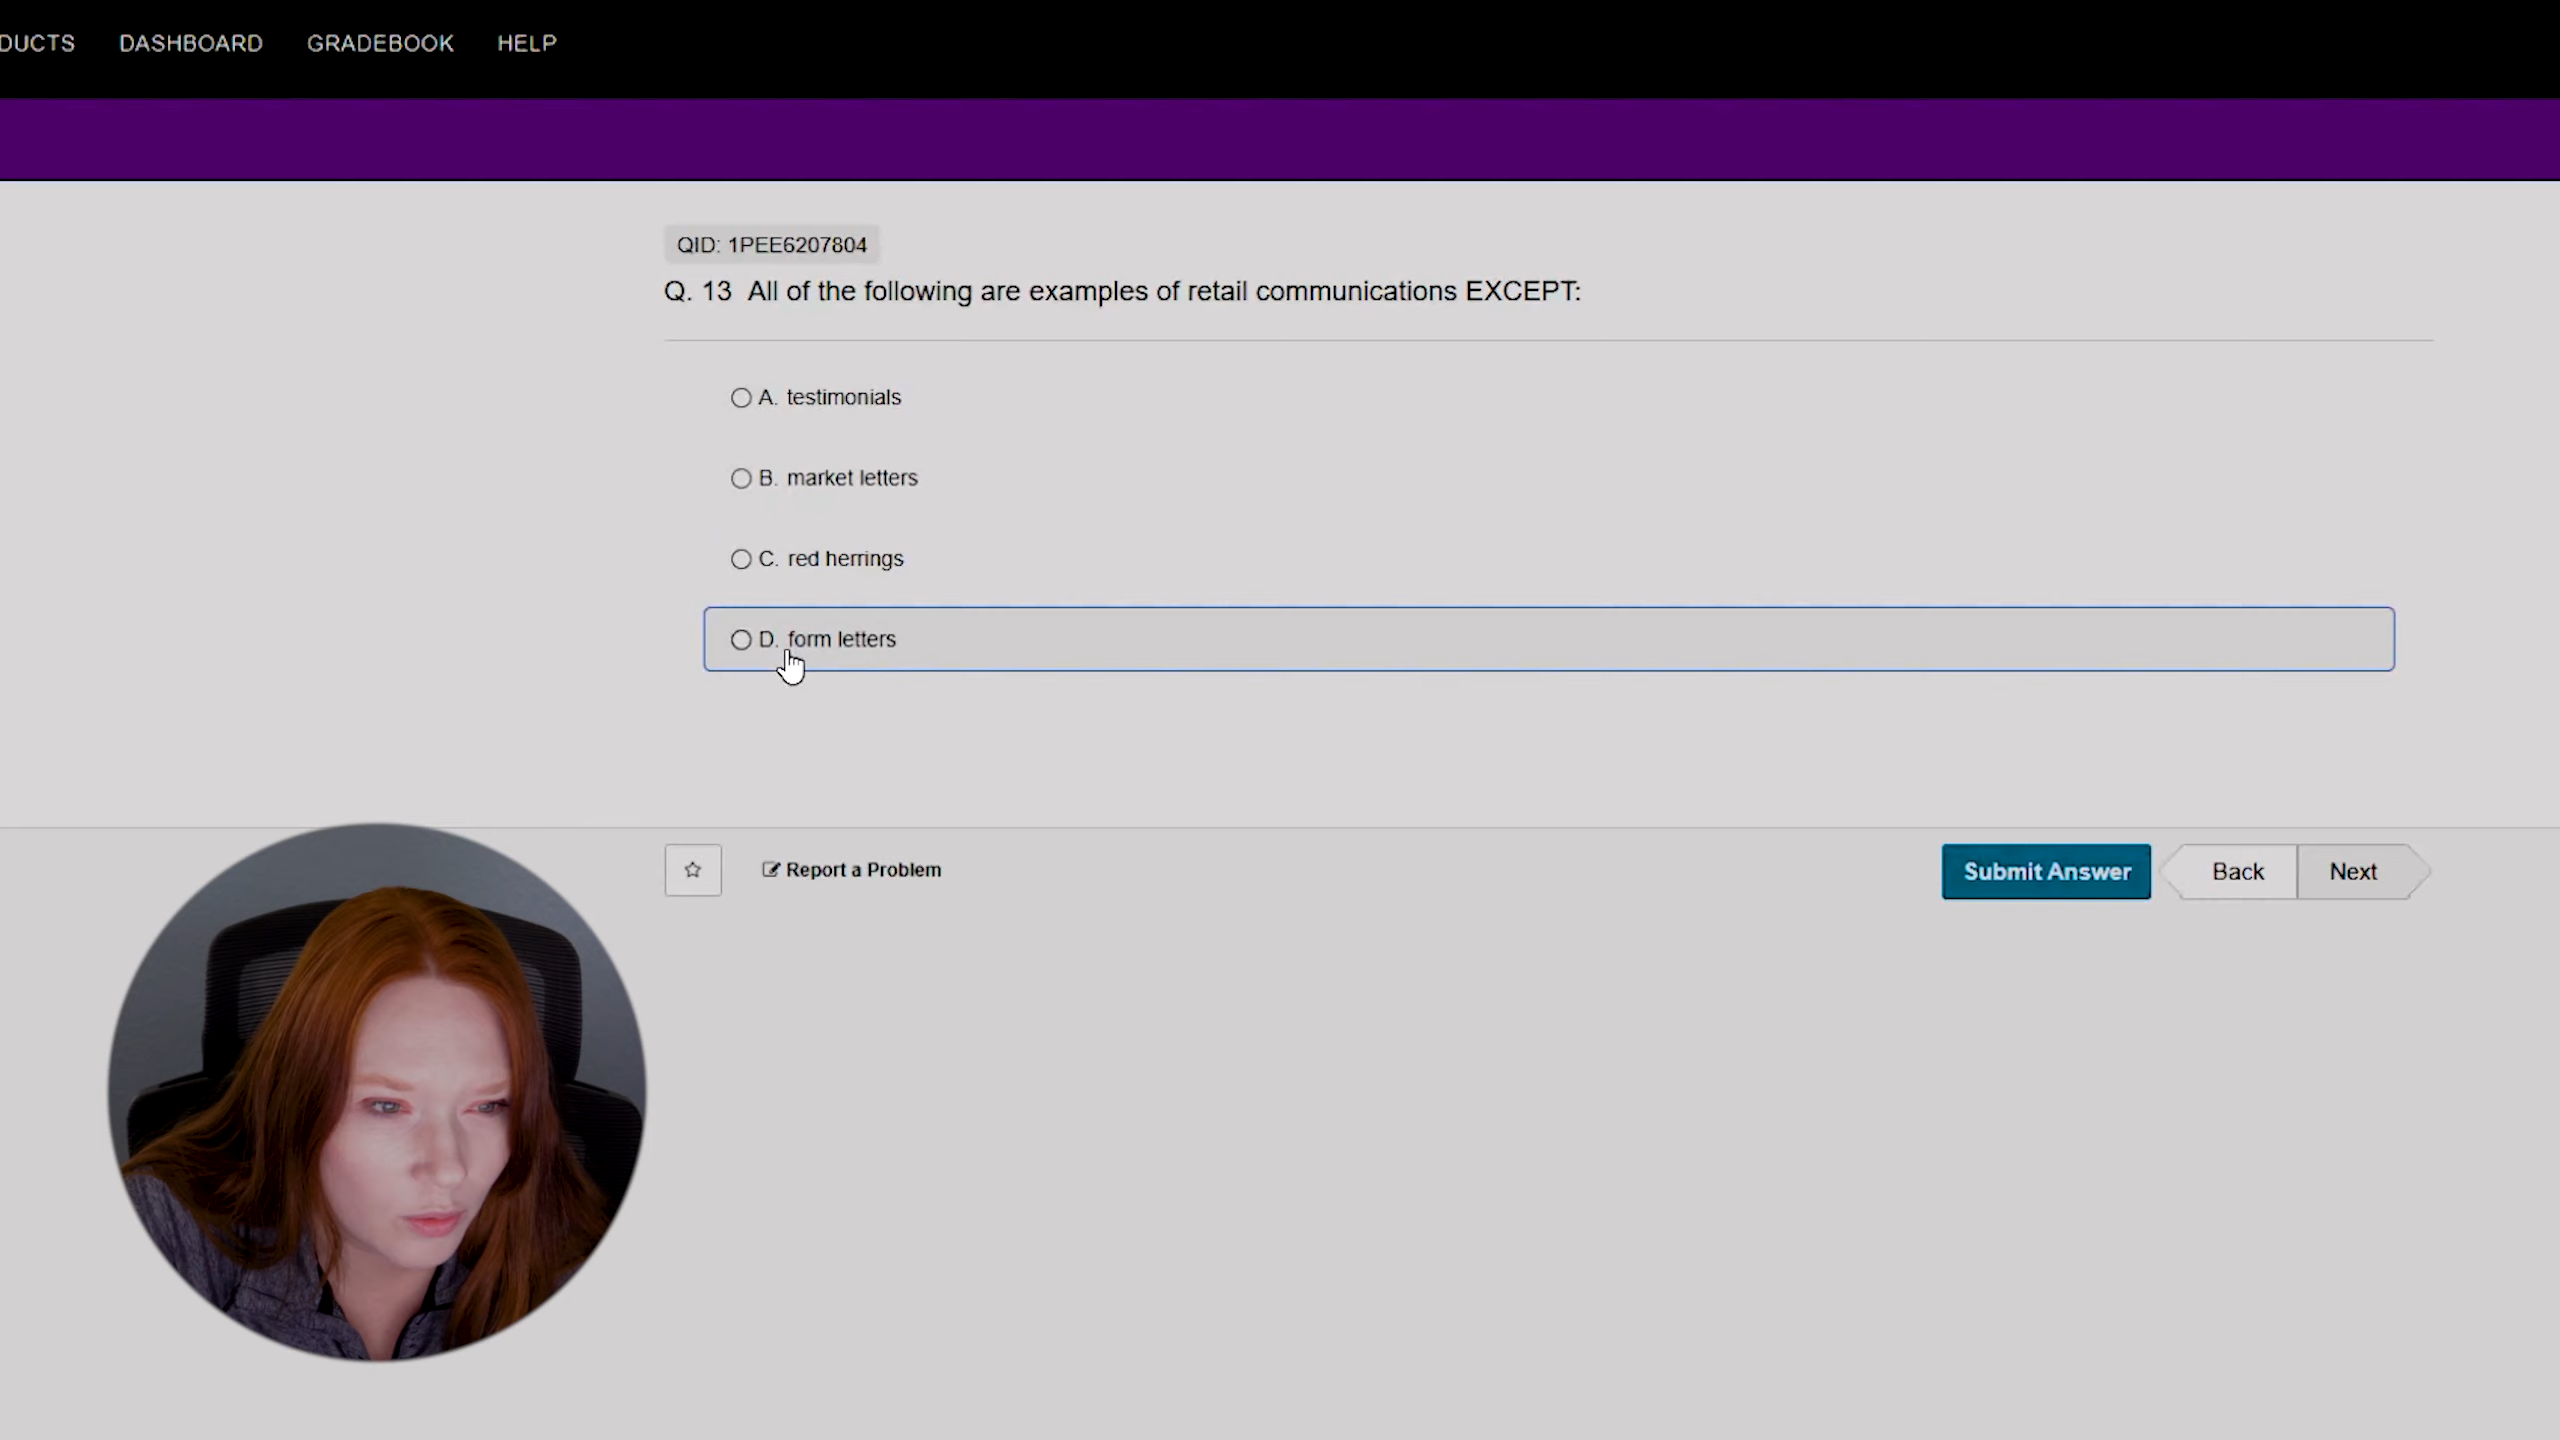 DUCTS DASHBOARD GRADEBOOK HELP
QID: 1PEE6207804
Q. 13 All of the following are examples of retail communications EXCEPT:
A. testimonials
B. market letters
C. red herrings
D. form letters
Report a Problem
Submit Answer
Back
Next